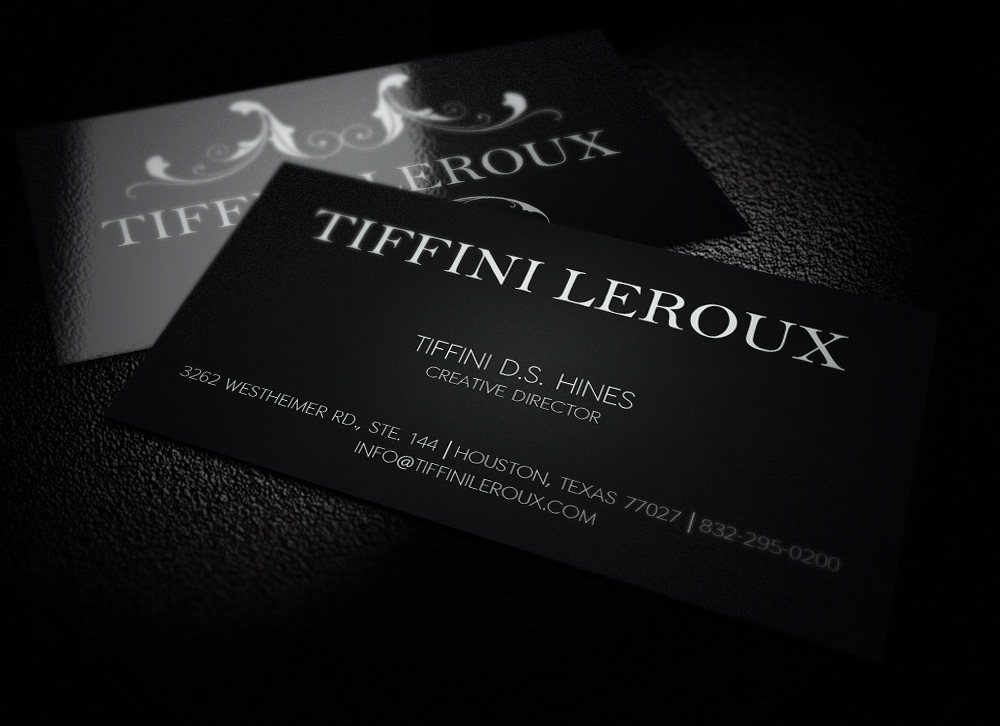 TIFFINI LEROUX
TIFFINI LEROUX
TIFFINI D.S. HINES
CREATIVE DIRECTOR
3262 WESTHEIMER RD., STE. 144 | HOUSTON, TEXAS 77027 | 832-295-0200
INFO@TIFFINILEROUX.COM